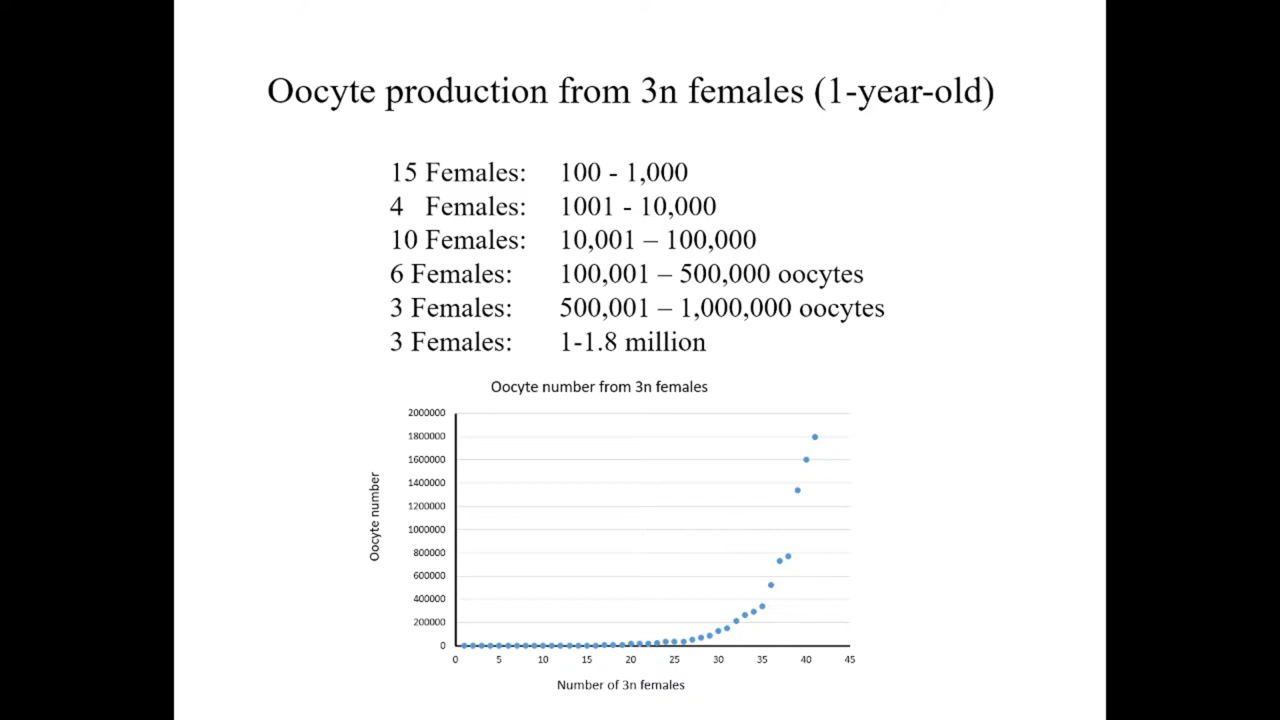 Oocyte production from 3n females (1-year-old)
15 Females: 100 - 1,000
4 Females: 1001 - 10,000
10 Females: 10,001 – 100,000
6 Females: 100,001 – 500,000 oocytes
3 Females: 500,001 – 1,000,000 oocytes
3 Females: 1-1.8 million
Oocyte number from 3n females
Oocyte number
2000000
1800000
1600000
1400000
1200000
1000000
800000
600000
400000
200000
0
0 5 10 15 20 25 30 35 40 45
Number of 3n females